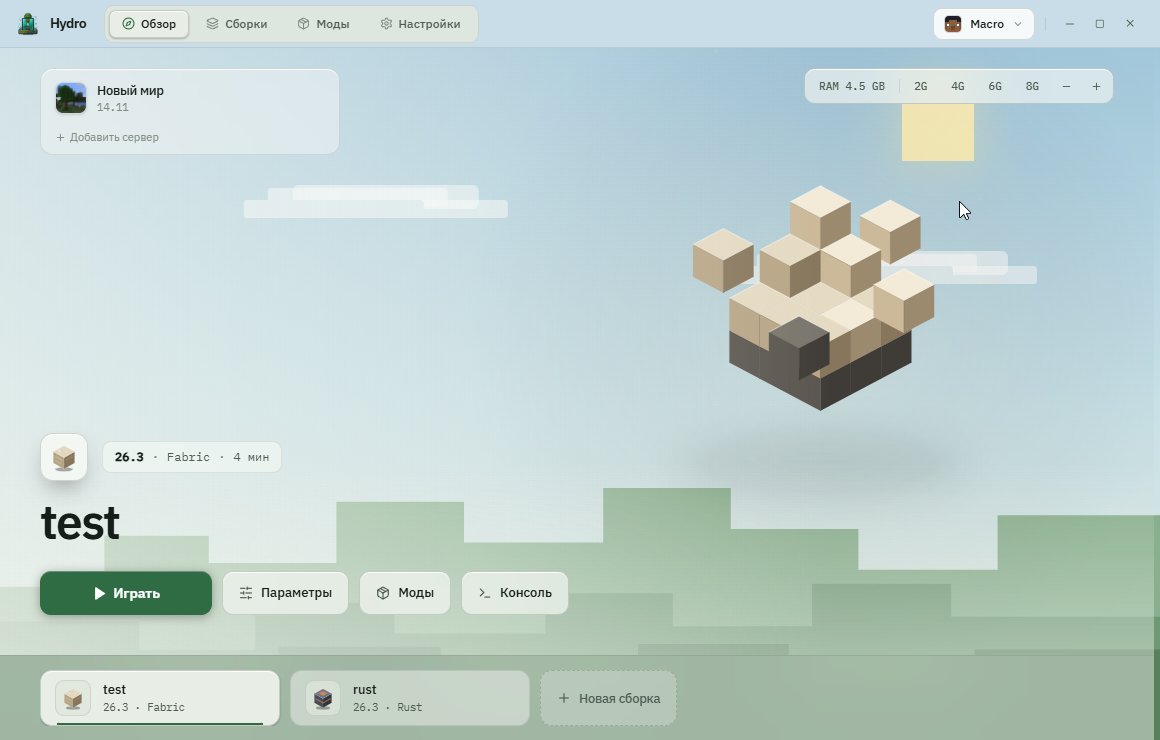 Hydro
Обзор
Сборки
Моды
Настройки
Macro
Новый мир
14.11
Добавить сервер
RAM 4.5 GB
2G
4G
6G
8G
26.3 · Fabric · 4 мин
test
Играть
Параметры
Моды
Консоль
test
26.3 · Fabric
rust
26.3 · Rust
Новая сборка